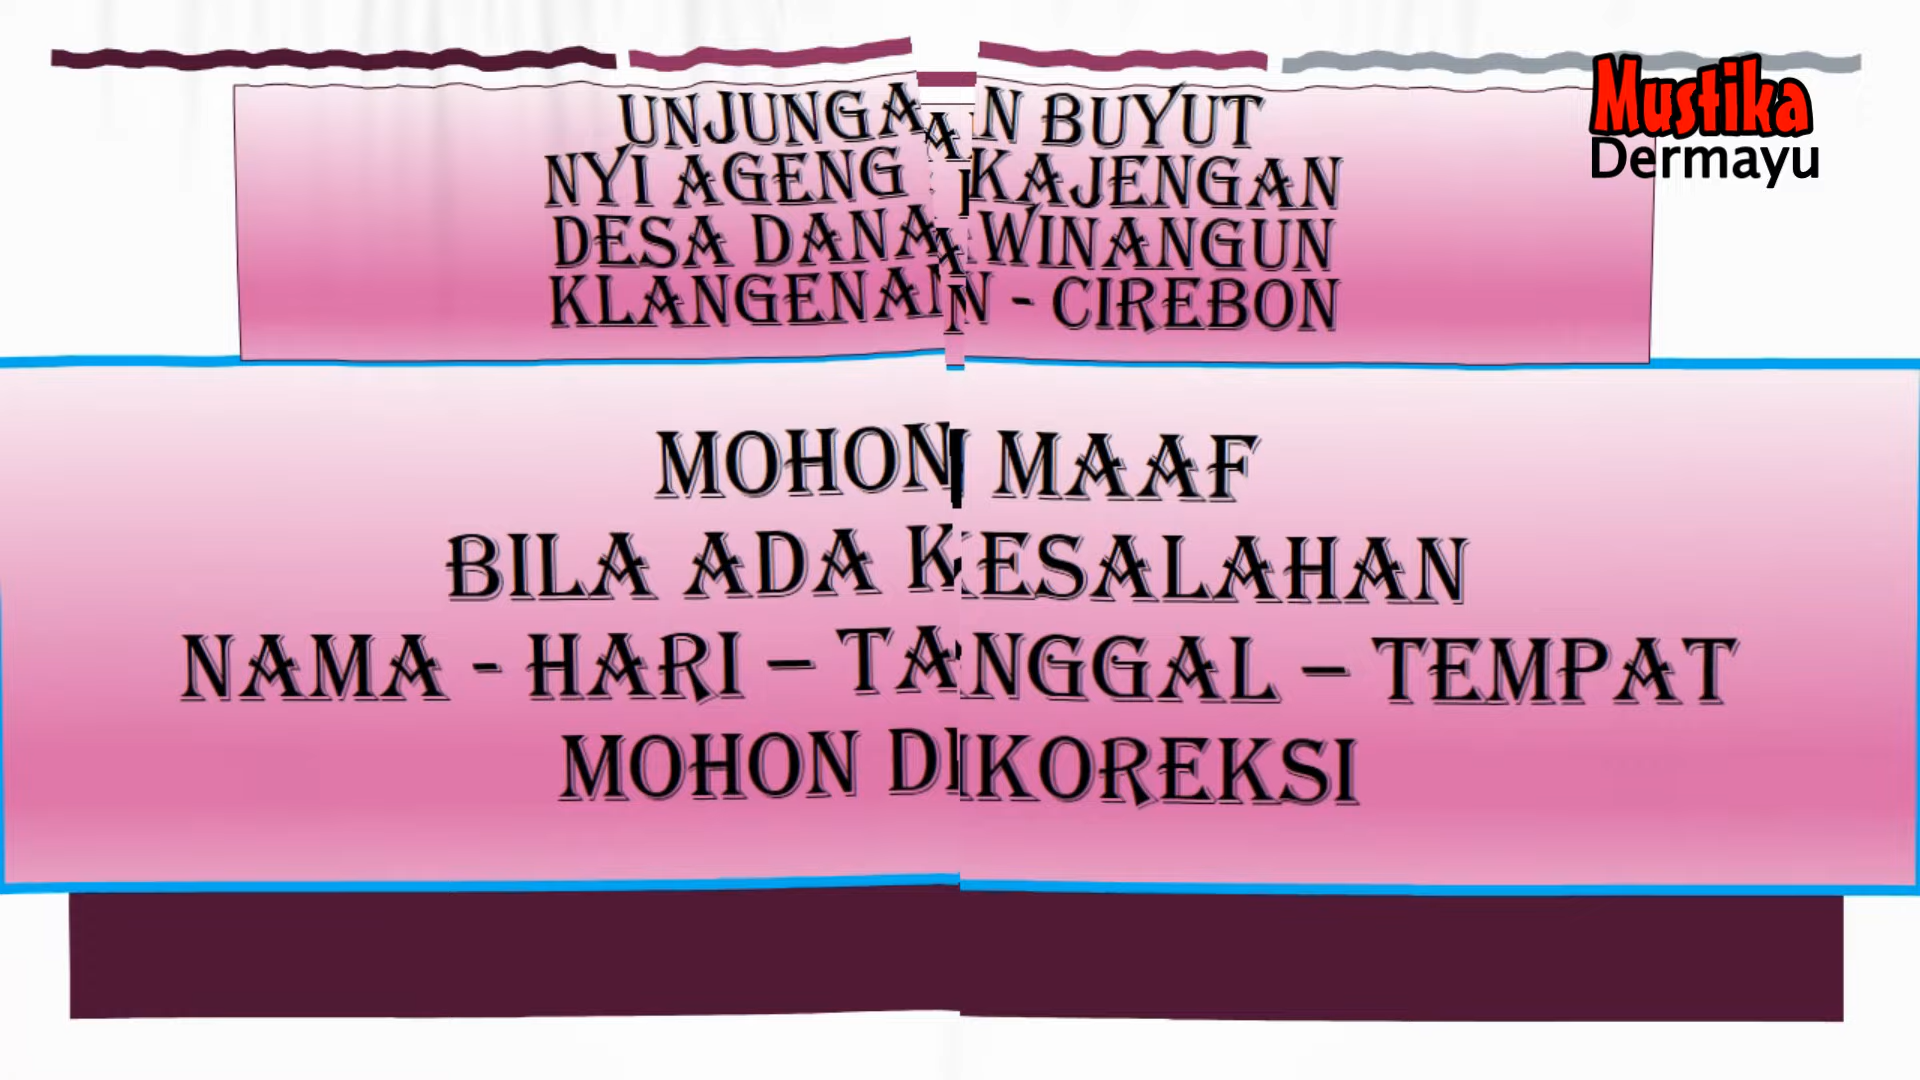 UNJUNGAN BUYUT
NYI AGENG KAJENGAN
DESA DANAWINANGUN
KLANGENAN - CIREBON
Mustika
Dermayu
MOHON MAAF
BILA ADA KESALAHAN
NAMA - HARI – TANGGAL – TEMPAT
MOHON DIKOREKSI